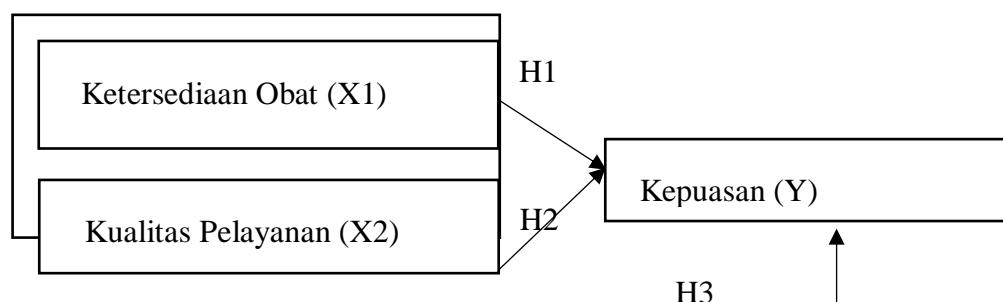 H1
Ketersediaan Obat (X1)
Kepuasan (Y)
Kualitas Pelayanan (X2)
H2
H3